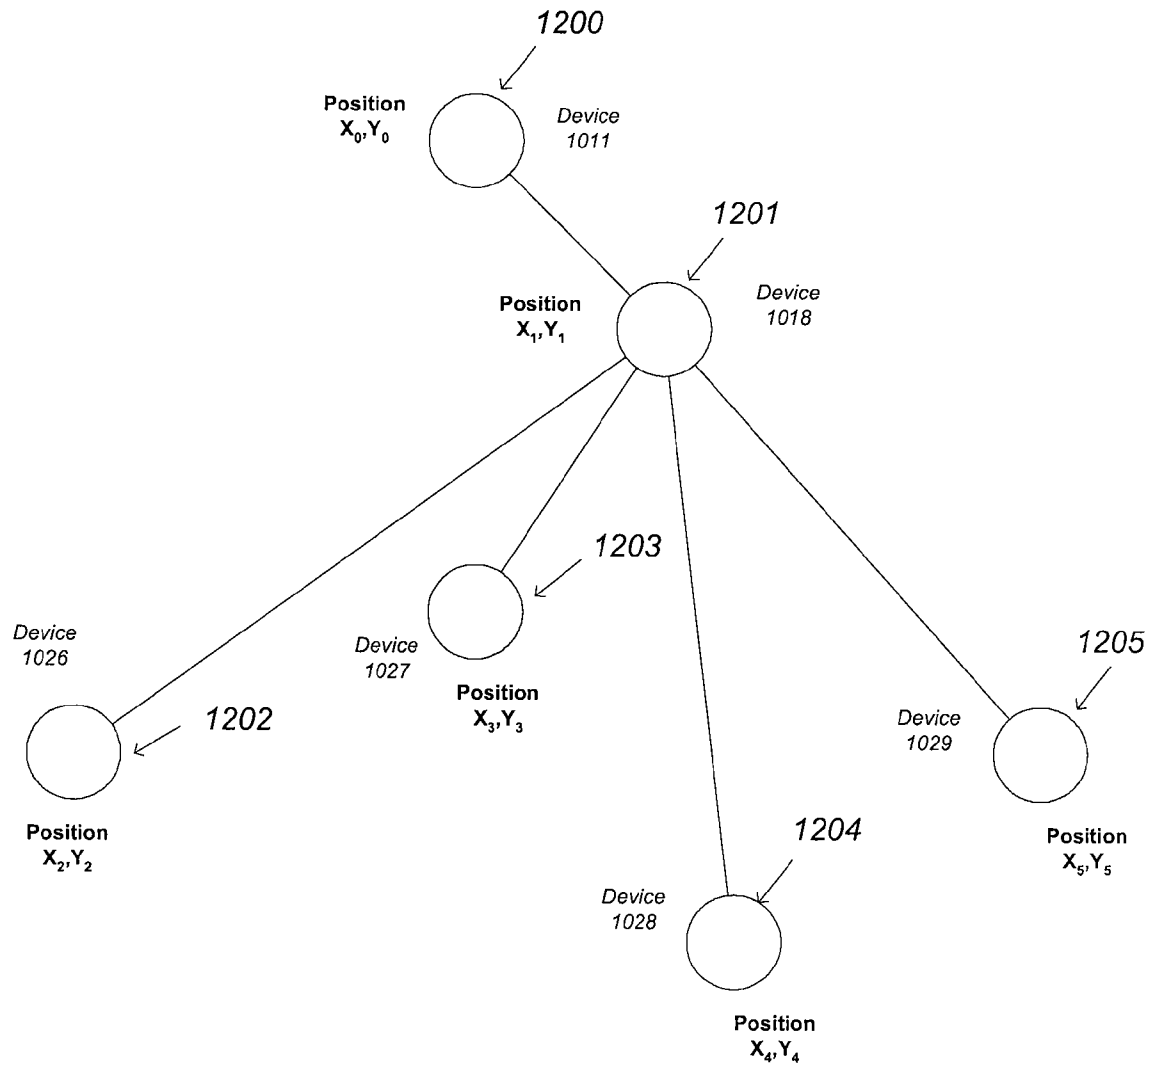 1200
Position
X₀,Y₀
Device
1011
1201
Position
X₁,Y₁
Device
1018
1203
Device
1026
Device
1027
1205
Position
X₃,Y₃
1202
Device
1029
Position
X₂,Y₂
1204
Position
X₅,Y₅
Device
1028
Position
X₄,Y₄